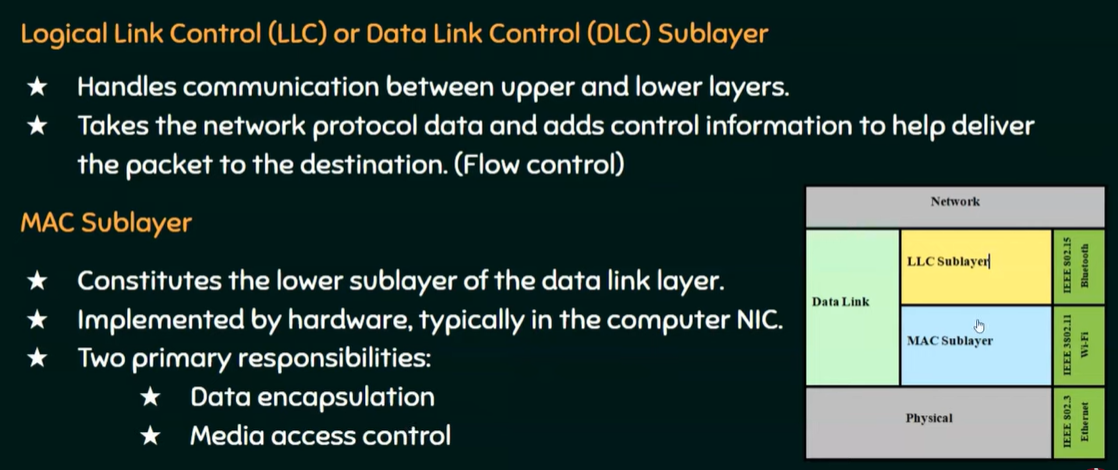 Logical Link Control (LLC) or Data Link Control (DLC) Sublayer
★ Handles communication between upper and lower layers.
★ Takes the network protocol data and adds control information to help deliver
the packet to the destination. (Flow control)
MAC Sublayer
★ Constitutes the lower sublayer of the data link layer.
★ Implemented by hardware, typically in the computer NIC.
★ Two primary responsibilities:
★ Data encapsulation
★ Media access control
Network
Data Link
LLC Sublayer
MAC Sublayer
Physical
IEEE 802.15
Bluetooth
IEEE 3802.11
Wi-Fi
IEEE 802.3
Ethernet